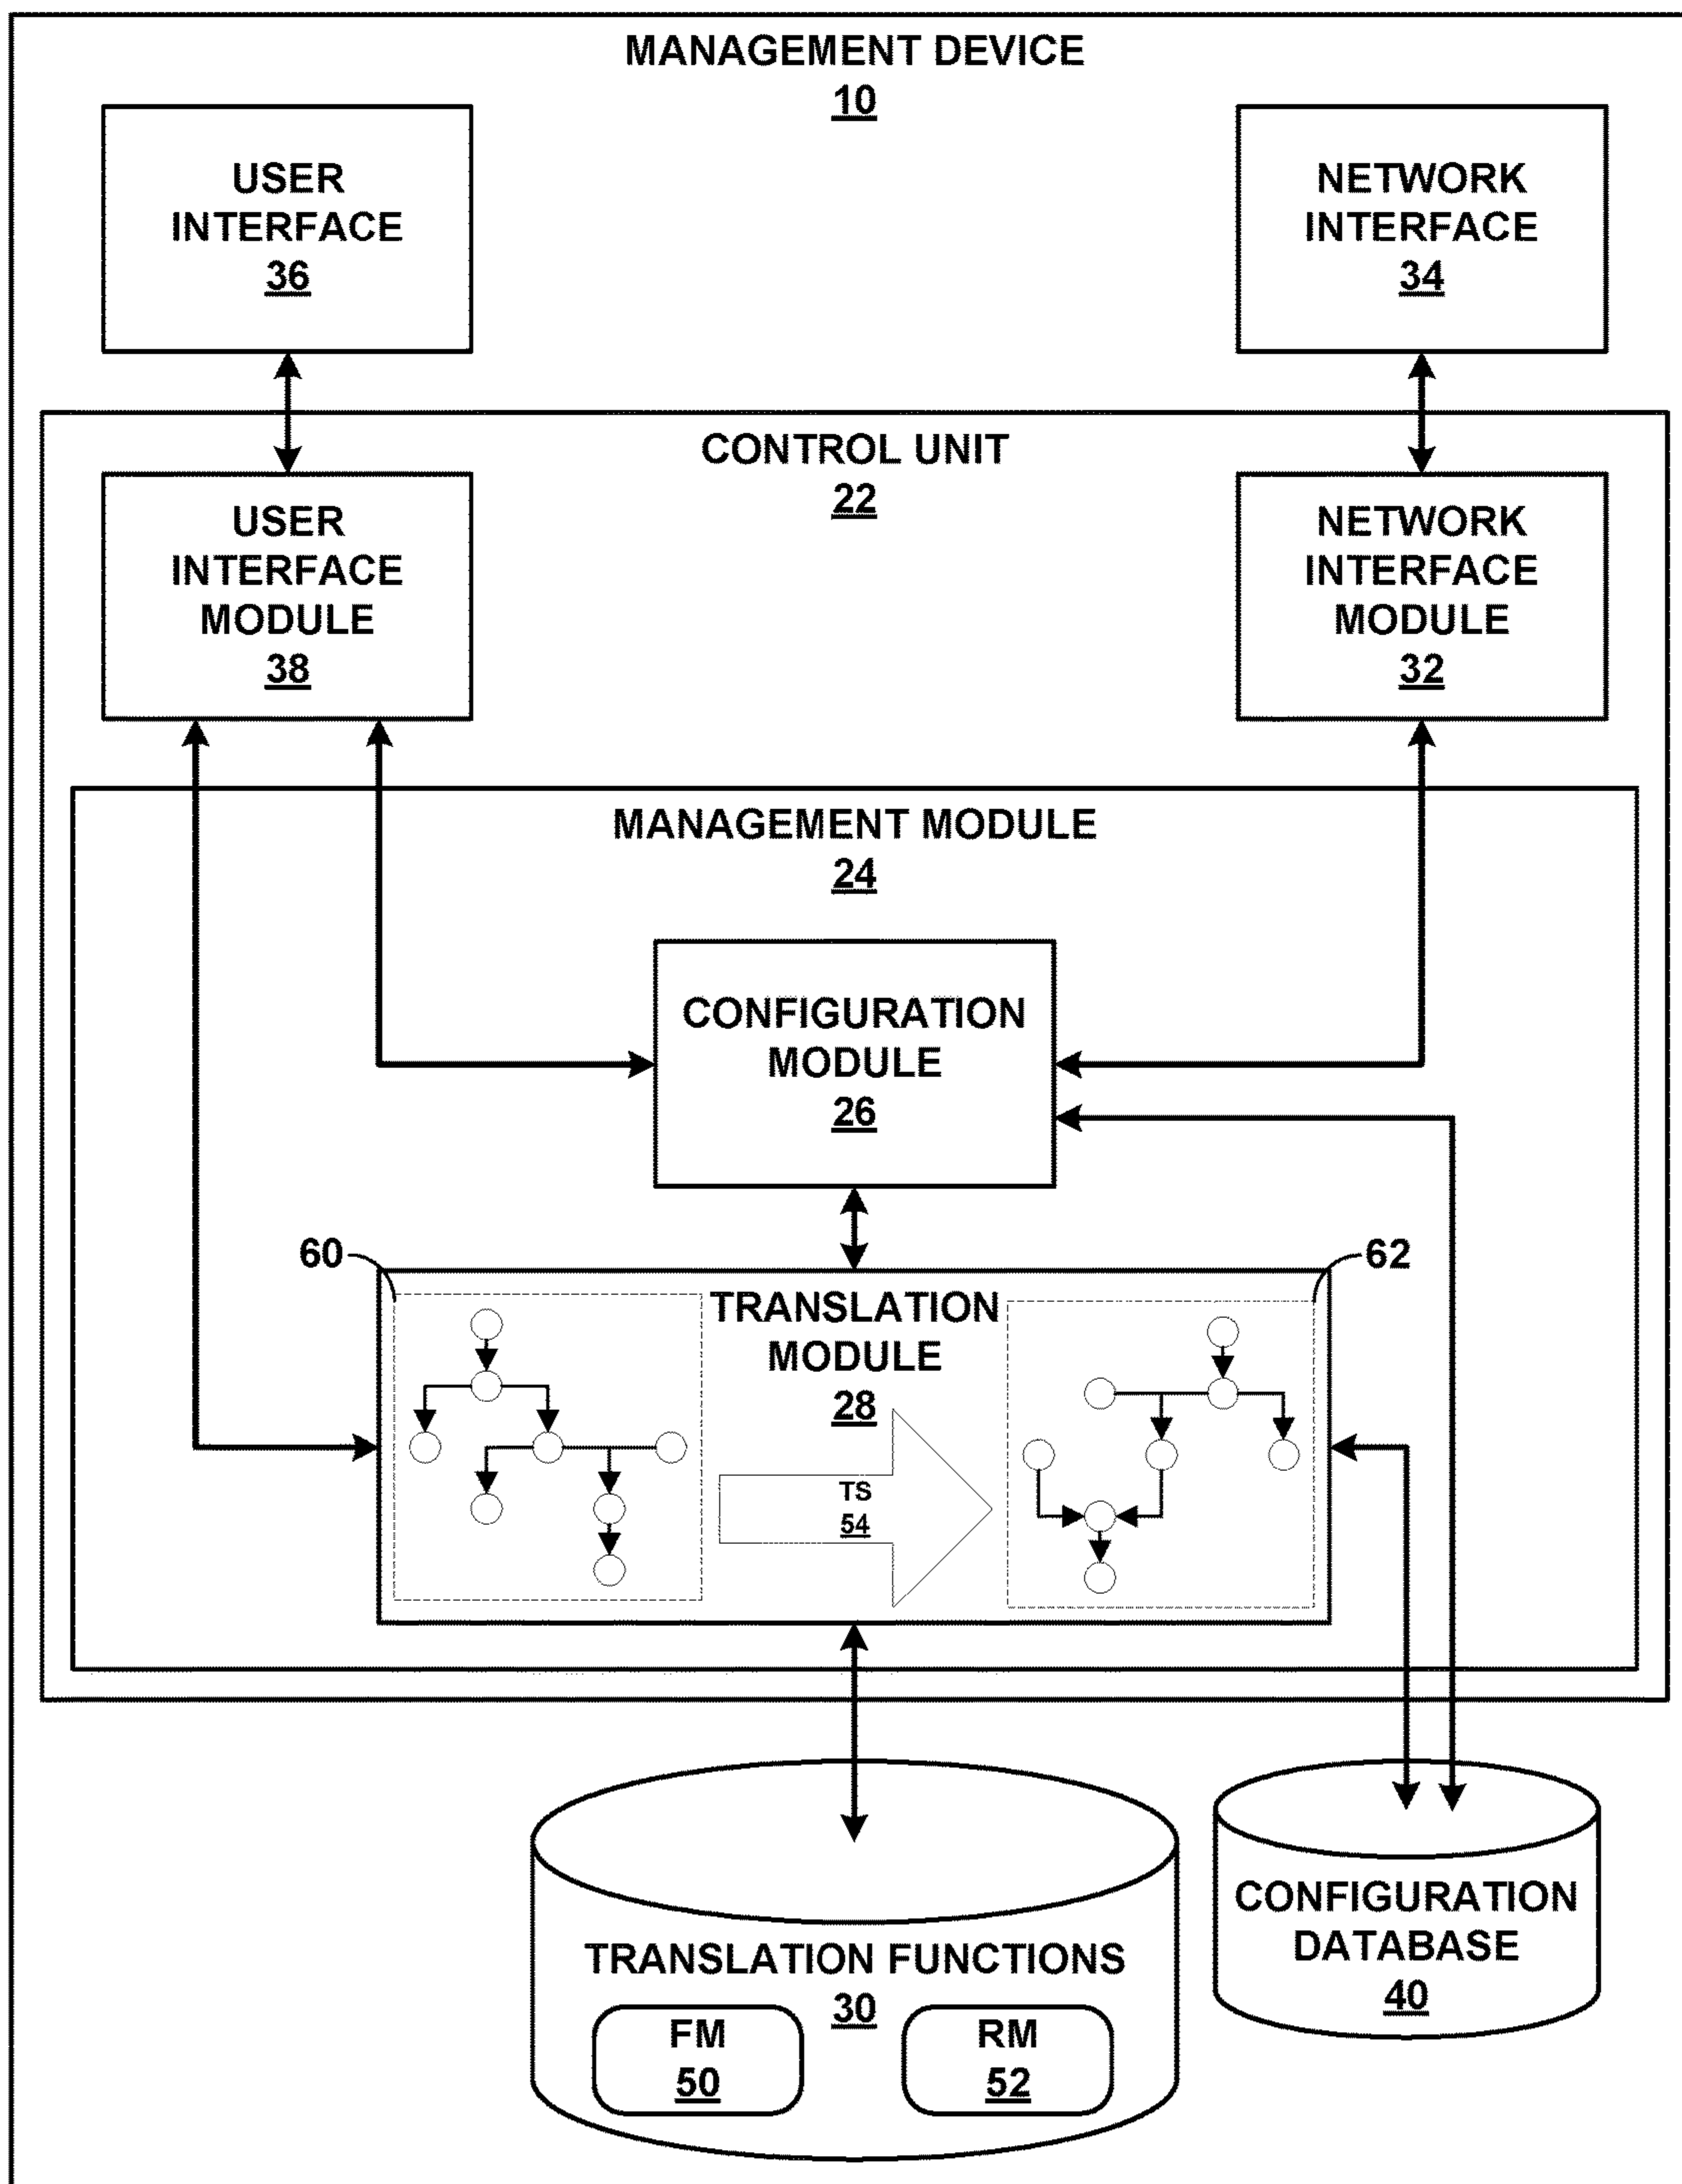 MANAGEMENT DEVICE
10
USER
INTERFACE
36
NETWORK
INTERFACE
34
CONTROL UNIT
22
USER
INTERFACE
MODULE
38
NETWORK
INTERFACE
MODULE
32
MANAGEMENT MODULE
24
CONFIGURATION
MODULE
26
60
62
TRANSLATION
MODULE
28
TS
54
TRANSLATION FUNCTIONS
30
FM
50
RM
52
CONFIGURATION
DATABASE
40